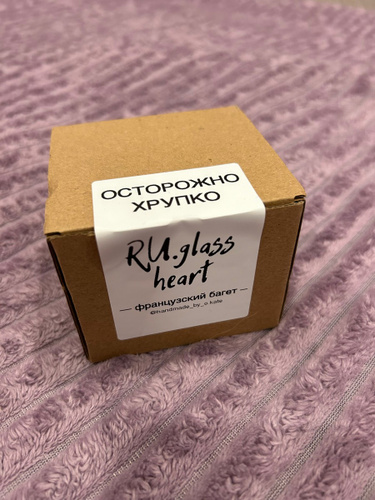 ОСТОРОЖНО
ХРУПКО
RU.glass
heart
— французский багет —
@handmade_by_o.kate